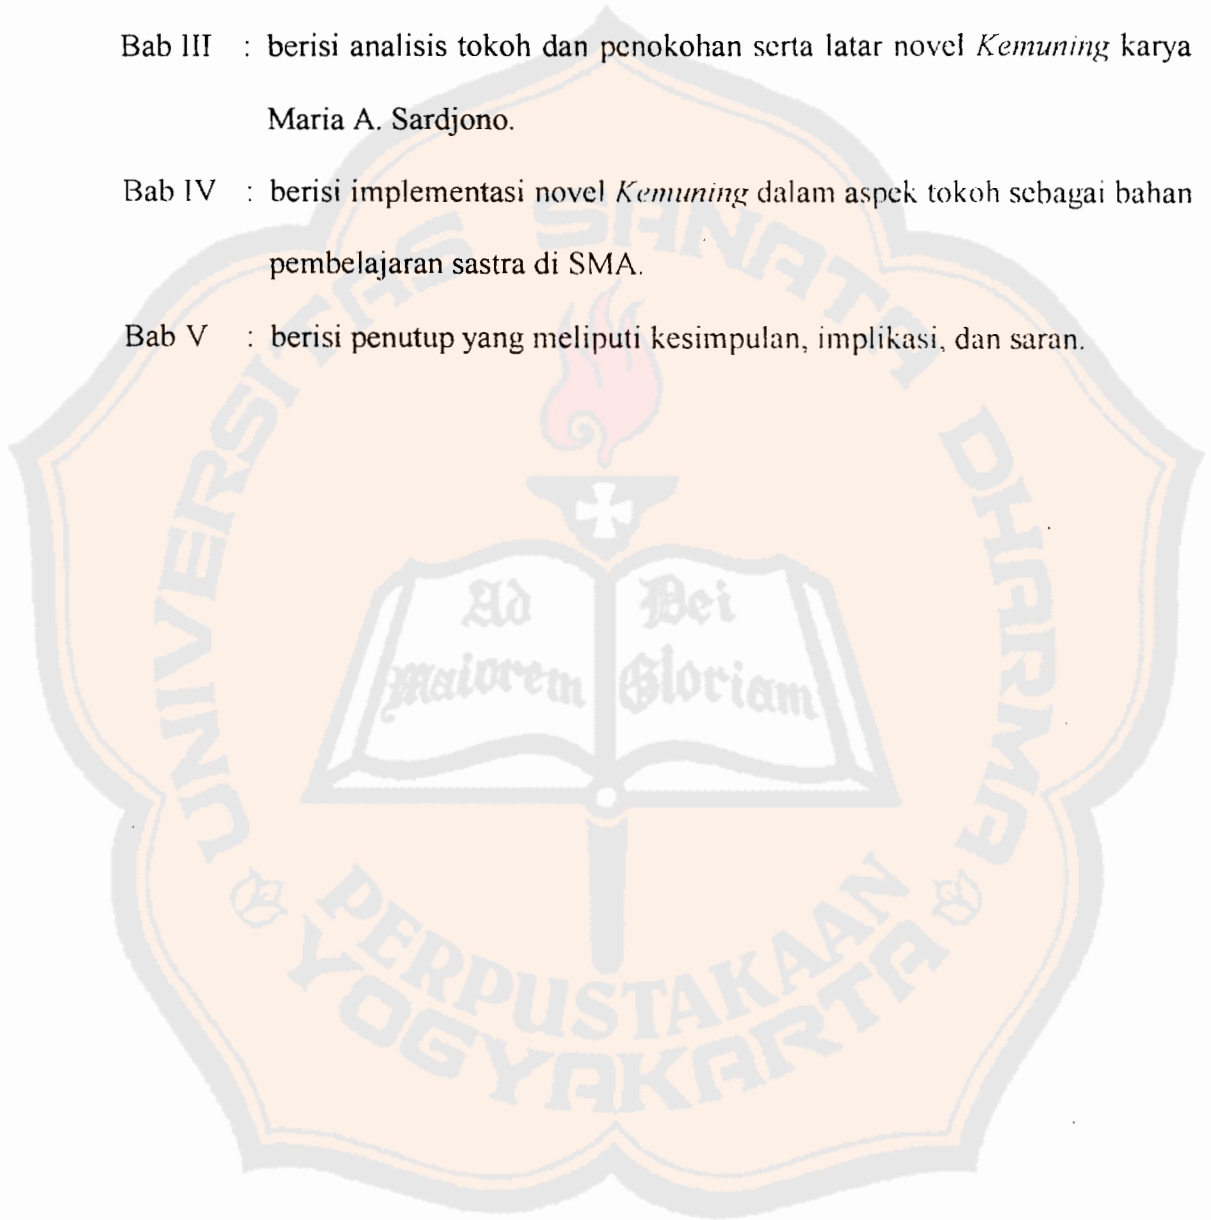 Bab III : berisi analisis tokoh dan penokohan serta latar novel Kemuning karya
Maria A. Sardjono.
Bab IV : berisi implementasi novel Kemuning dalam aspek tokoh sebagai bahan
pembelajaran sastra di SMA.
Bab V : berisi penutup yang meliputi kesimpulan, implikasi, dan saran.
UNIVERSITAS SANATA DHARMA
Ad Dei
maiorem Gloriam
PERPUSTAKAAN
YOGYAKARTA